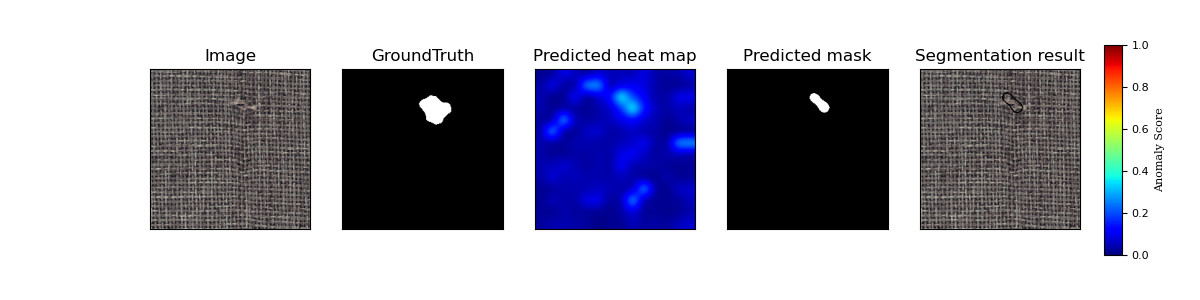 Image
GroundTruth
Predicted heat map
Predicted mask
Segmentation result
1.0
0.8
0.6
0.4
0.2
0.0
Anomaly Score